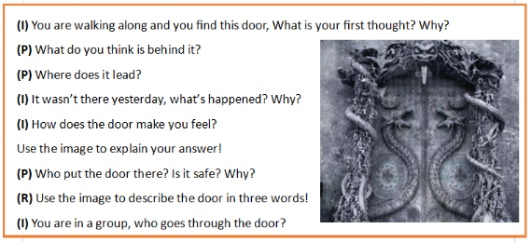 (I) You are walking along and you find this door, What is your first thought? Why?
(P) What do you think is behind it?
(P) Where does it lead?
(I) It wasn't there yesterday, what's happened? Why?
(I) How does the door make you feel?
Use the image to explain your answer!
(P) Who put the door there? Is it safe? Why?
(R) Use the image to describe the door in three words!
(I) You are in a group, who goes through the door?